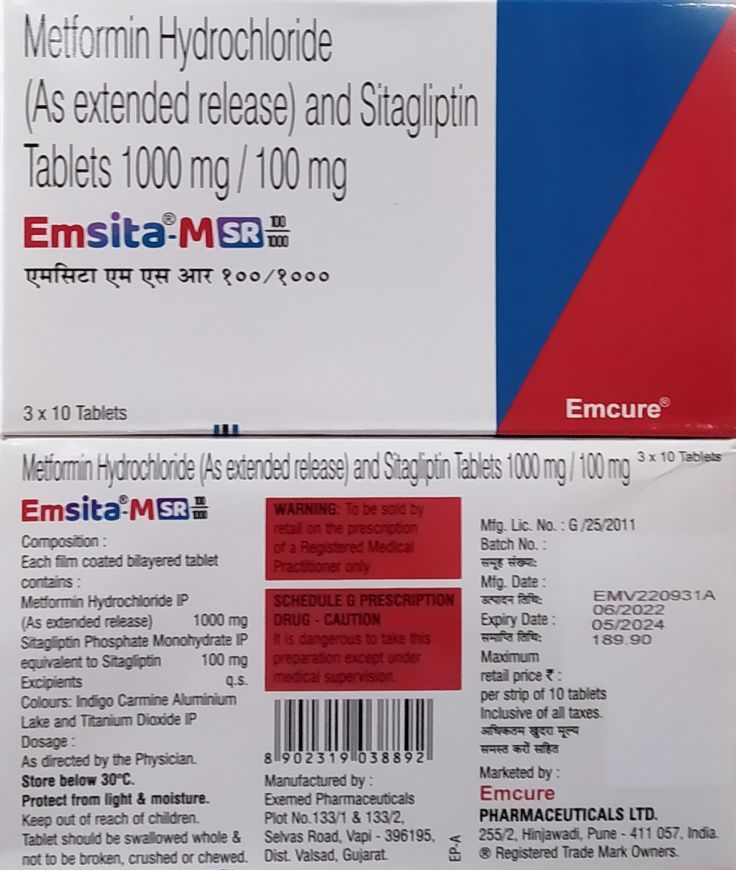 Metformin Hydrochloride
(As extended release) and Sitagliptin
Tablets 1000 mg / 100 mg
Emsita®-M SR 100/1000
एमसिटा एम एस आर १००/१०००
3 x 10 Tablets
Emcure®
Metformin Hydrochloride (As extended release) and Sitagliptin Tablets 1000 mg / 100 mg 3 x 10 Tablets
Emsita®-M SR 100/1000
Composition :
Each film coated bilayered tablet
contains :
Metformin Hydrochloride IP
(As extended release) 1000 mg
Sitagliptin Phosphate Monohydrate IP
equivalent to Sitagliptin 100 mg
Excipients q.s.
Colours: Indigo Carmine Aluminium
Lake and Titanium Dioxide IP
Dosage :
As directed by the Physician.
Store below 30°C.
Protect from light & moisture.
Keep out of reach of children.
Tablet should be swallowed whole &
not to be broken, crushed or chewed.
WARNING: To be sold by
retail on the prescription
of a Registered Medical
Practitioner only
SCHEDULE G PRESCRIPTION
DRUG - CAUTION
It is dangerous to take this
preparation except under
medical supervision.
8 902319 038892
Manufactured by :
Exemed Pharmaceuticals
Plot No.133/1 & 133/2,
Selvas Road, Vapi - 396195,
Dist. Valsad, Gujarat.
EP-A
Mfg. Lic. No. : G /25/2011
Batch No. :
समूह संख्या:
Mfg. Date :
उत्पादन तिथि: EMV220931A
06/2022
Expiry Date : 05/2024
समाप्ति तिथि: 189.90
Maximum
retail price ₹ :
per strip of 10 tablets
Inclusive of all taxes.
अधिकतम खुदरा मूल्य
समस्त करों सहित
Marketed by :
Emcure
PHARMACEUTICALS LTD.
255/2, Hinjawadi, Pune - 411 057, India.
® Registered Trade Mark Owners.